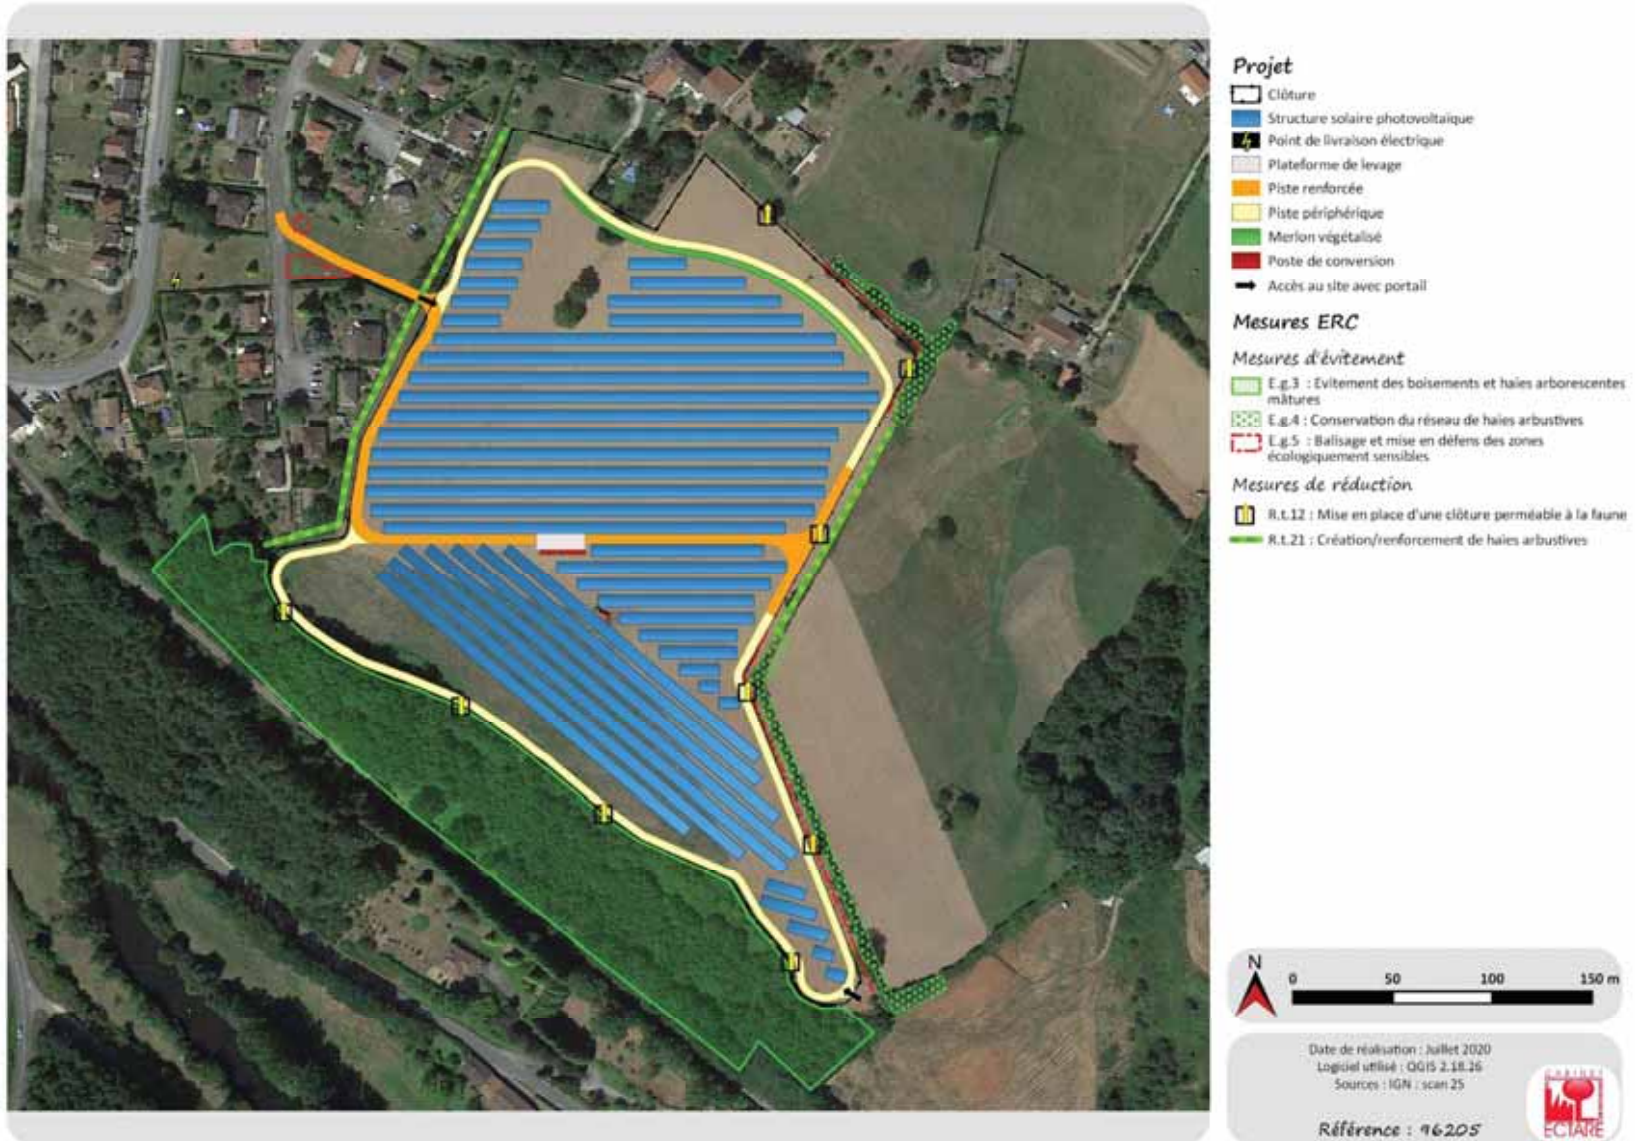 Projet
Clôture
Structure solaire photovoltaïque
Point de livraison électrique
Plateforme de levage
Piste renforcée
Piste périphérique
Merlon végétalisé
Poste de conversion
Accès au site avec portail
Mesures ERC
Mesures d'évitement
E.g.3 : Evitement des boisements et haies arborescentes
mâtures
E.g.4 : Conservation du réseau de haies arbustives
E.g.5 : Balisage et mise en défens des zones
écologiquement sensibles
Mesures de réduction
R.t.12 : Mise en place d'une clôture perméable à la faune
R.t.21 : Création/renforcement de haies arbustives
N
0 50 100 150 m
Date de réalisation : Juillet 2020
Logiciel utilisé : QGIS 2.18.26
Sources : IGN : scan 25
Référence : 96205
CABINET
ECTARE